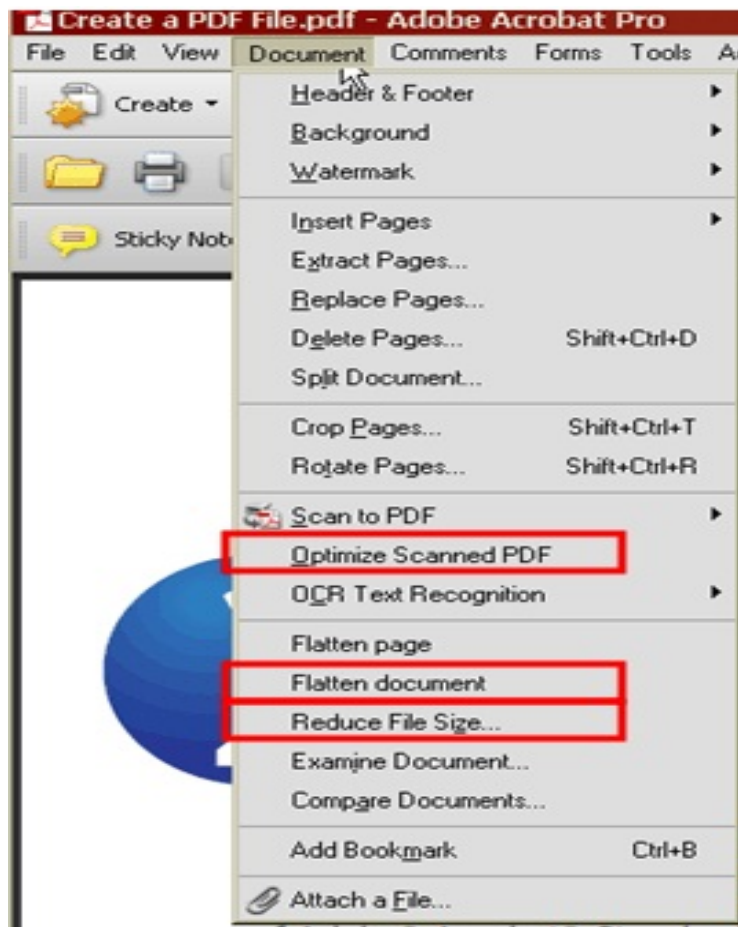 Create a PDF File.pdf - Adobe Acrobat Pro
File Edit View Document Comments Forms Tools
Create
Header & Footer
Background
Watermark
Insert Pages
Sticky
Extract Pages...
Replace Pages...
Delete Pages... Shift+Ctrl+D
Split Document...
Crop Pages... Shift+Ctrl+T
Rotate Pages... Shift+Ctrl+R
Scan to PDF
Optimize Scanned PDF
OCR Text Recognition
Flatten page
Flatten document
Reduce File Size...
Examine Document...
Compare Documents...
Add Bookmark Ctrl+B
Attach a File...